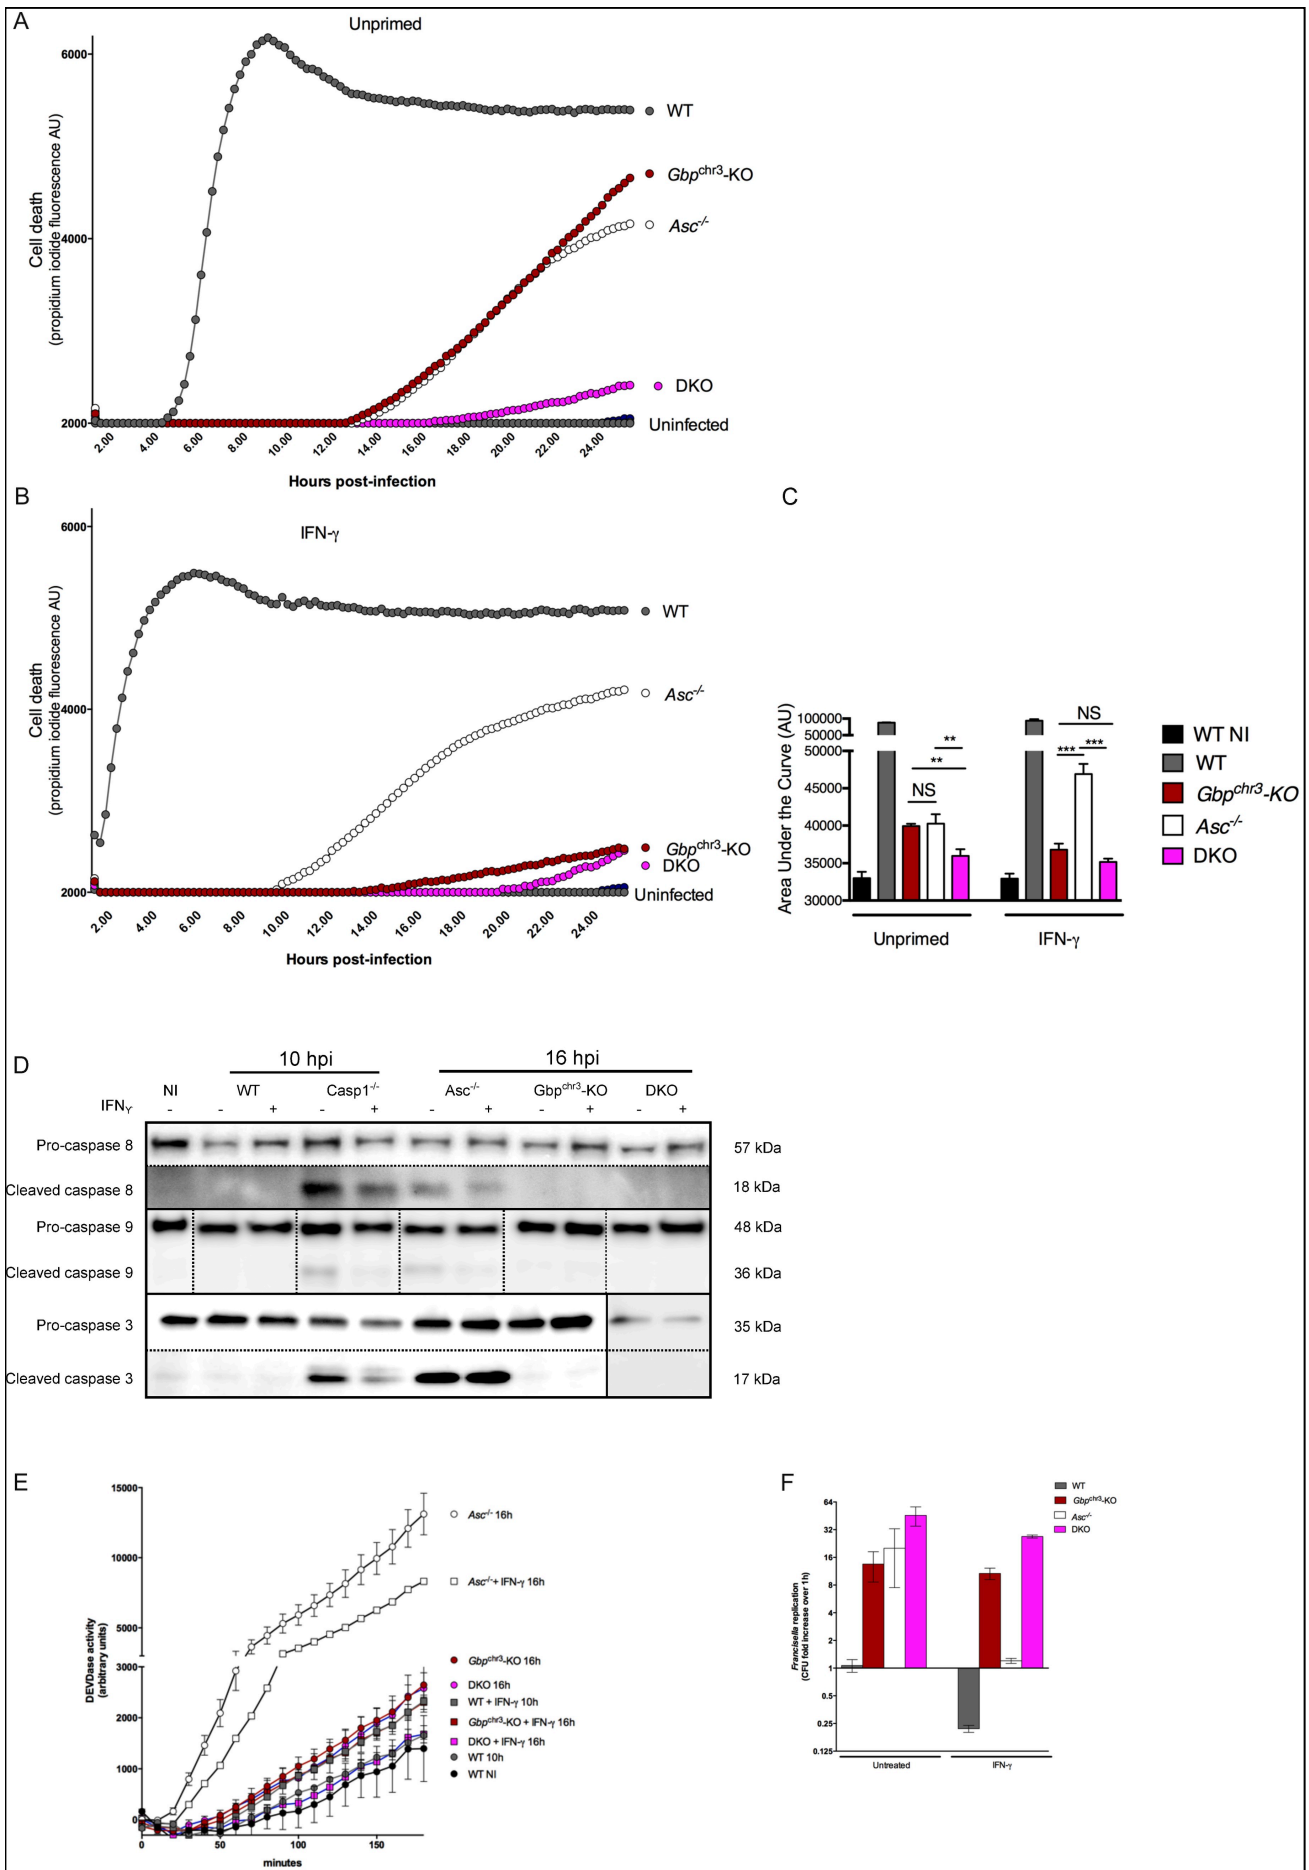 A
Unprimed
Cell death
(propidium iodide fluorescence AU)
6000
4000
2000
WT
Gbpchr3-KO
Asc-/-
DKO
Uninfected
2.00 4.00 6.00 8.00 10.00 12.00 14.00 16.00 18.00 20.00 22.00 24.00
Hours post-infection
B
IFN-γ
Cell death
(propidium iodide fluorescence AU)
6000
4000
2000
WT
Asc-/-
Gbpchr3-KO
DKO
Uninfected
2.00 4.00 6.00 8.00 10.00 12.00 14.00 16.00 18.00 20.00 22.00 24.00
Hours post-infection
C
Area Under the Curve (AU)
100000
50000
50000
45000
40000
35000
30000
NS
**
**
NS
***
***
Unprimed
IFN-γ
WT NI
WT
Gbpchr3-KO
Asc-/-
DKO
D
10 hpi
16 hpi
NI WT Casp1-/- Asc-/- Gbpchr3-KO DKO
IFNγ - - + - + - + - + - +
Pro-caspase 8 57 kDa
Cleaved caspase 8 18 kDa
Pro-caspase 9 48 kDa
Cleaved caspase 9 36 kDa
Pro-caspase 3 35 kDa
Cleaved caspase 3 17 kDa
E
DEVDase activity
(arbitrary units)
15000
10000
5000
3000
2000
1000
0
0 50 100 150
minutes
Asc-/- 16h
Asc-/-+ IFN-γ 16h
Gbpchr3-KO 16h
DKO 16h
WT + IFN-γ 10h
Gbpchr3-KO + IFN-γ 16h
DKO + IFN-γ 16h
WT 10h
WT NI
F
Francisella replication
(CFU fold increase over 1h)
64
32
16
8
4
2
1
0.5
0.25
0.125
Untreated
IFN-γ
WT
Gbpchr3-KO
Asc-/-
DKO